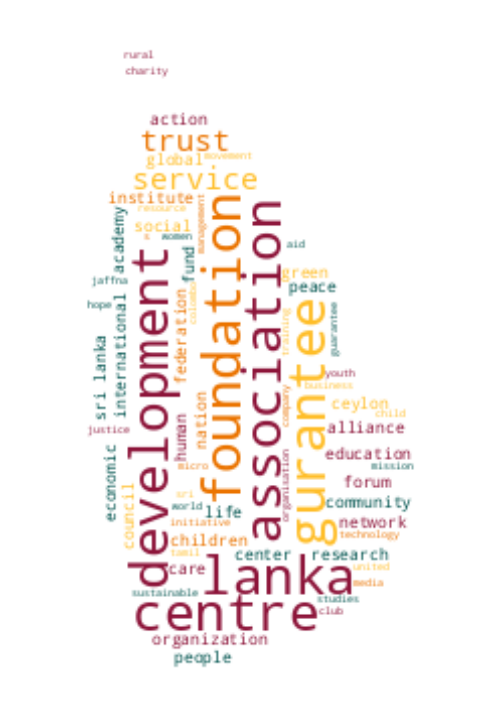 rural
charity
action
trust
global
movement
service
institute
resource
management
social
s
women
academy
fund
aid
jaffna
hope
green
peace
international
development
foundation
association
gurantee
guarantee
federation
colombo
training
sri lanka
youth
business
justice
human
nation
company
ceylon
child
alliance
economic
council
micro
organisation
education
mission
forum
sri
world
life
community
initiative
network
children
technology
tamil
center
research
care
lanka
united
media
sustainable
studies
centre
club
organization
people